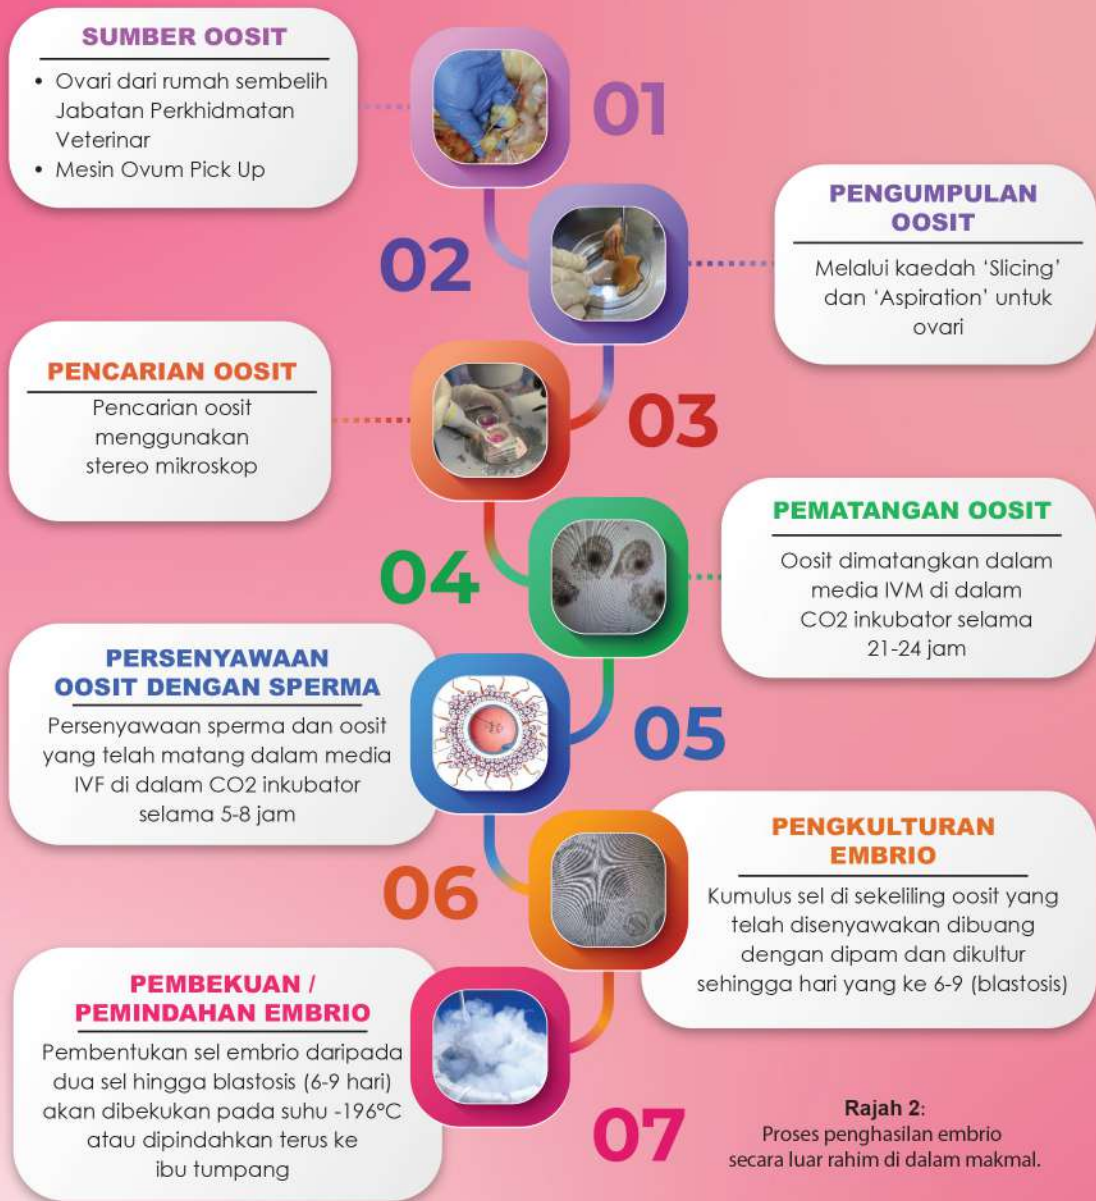 SUMBER OOSIT
• Ovari dari rumah sembelih
Jabatan Perkhidmatan
Veterinar
• Mesin Ovum Pick Up
01
02
PENGUMPULAN
OOSIT
Melalui kaedah ‘Slicing’
dan ‘Aspiration’ untuk
ovari
PENCARIAN OOSIT
Pencarian oosit
menggunakan
stereo mikroskop
03
04
PEMATANGAN OOSIT
Oosit dimatangkan dalam
media IVM di dalam
CO2 inkubator selama
21-24 jam
PERSENYAWAAN
OOSIT DENGAN SPERMA
Persenyawaan sperma dan oosit
yang telah matang dalam media
IVF di dalam CO2 inkubator
selama 5-8 jam
05
06
PENGKULTURAN
EMBRIO
Kumulus sel di sekeliling oosit yang
telah disenyawakan dibuang
dengan dipam dan dikultur
sehingga hari yang ke 6-9 (blastosis)
PEMBEKUAN /
PEMINDAHAN EMBRIO
Pembentukan sel embrio daripada
dua sel hingga blastosis (6-9 hari)
akan dibekukan pada suhu -196°C
atau dipindahkan terus ke
ibu tumpang
07
Rajah 2:
Proses penghasilan embrio
secara luar rahim di dalam makmal.